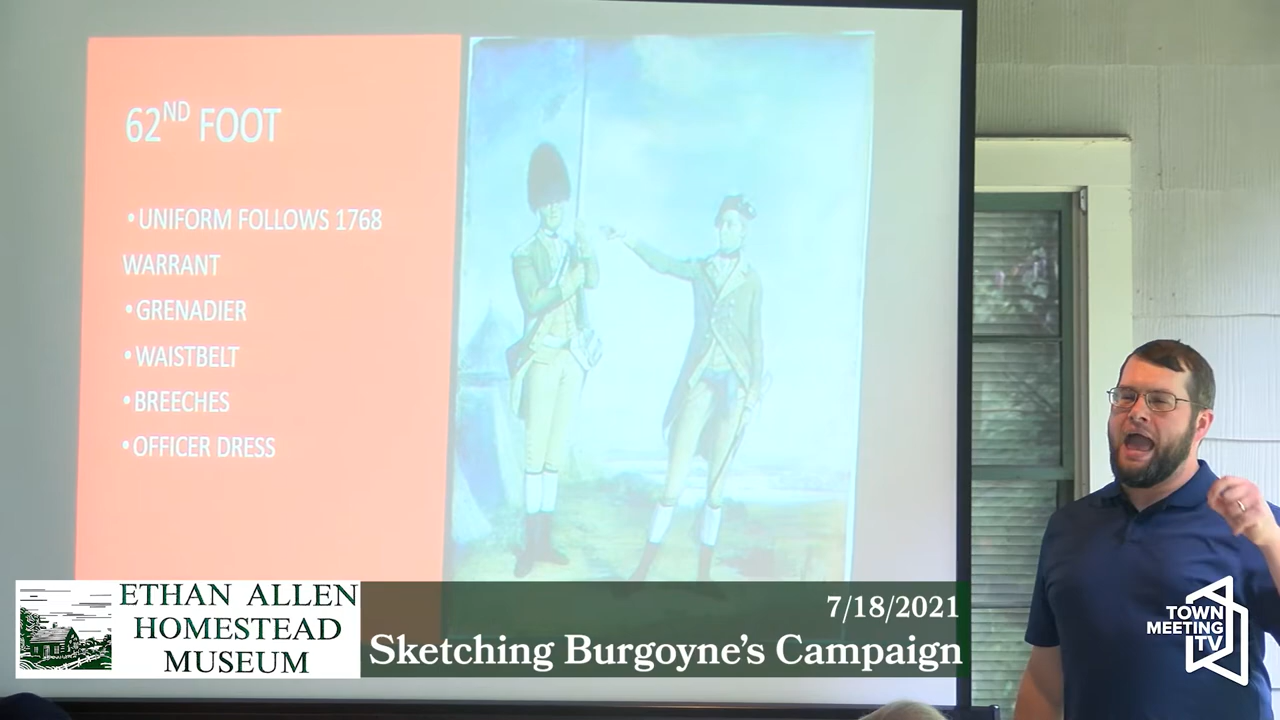 62ND FOOT
•UNIFORM FOLLOWS 1768
WARRANT
•GRENADIER
•WAISTBELT
•BREECHES
•OFFICER DRESS
ETHAN ALLEN
HOMESTEAD
MUSEUM
7/18/2021
Sketching Burgoyne's Campaign
TOWN
MEETING
TV